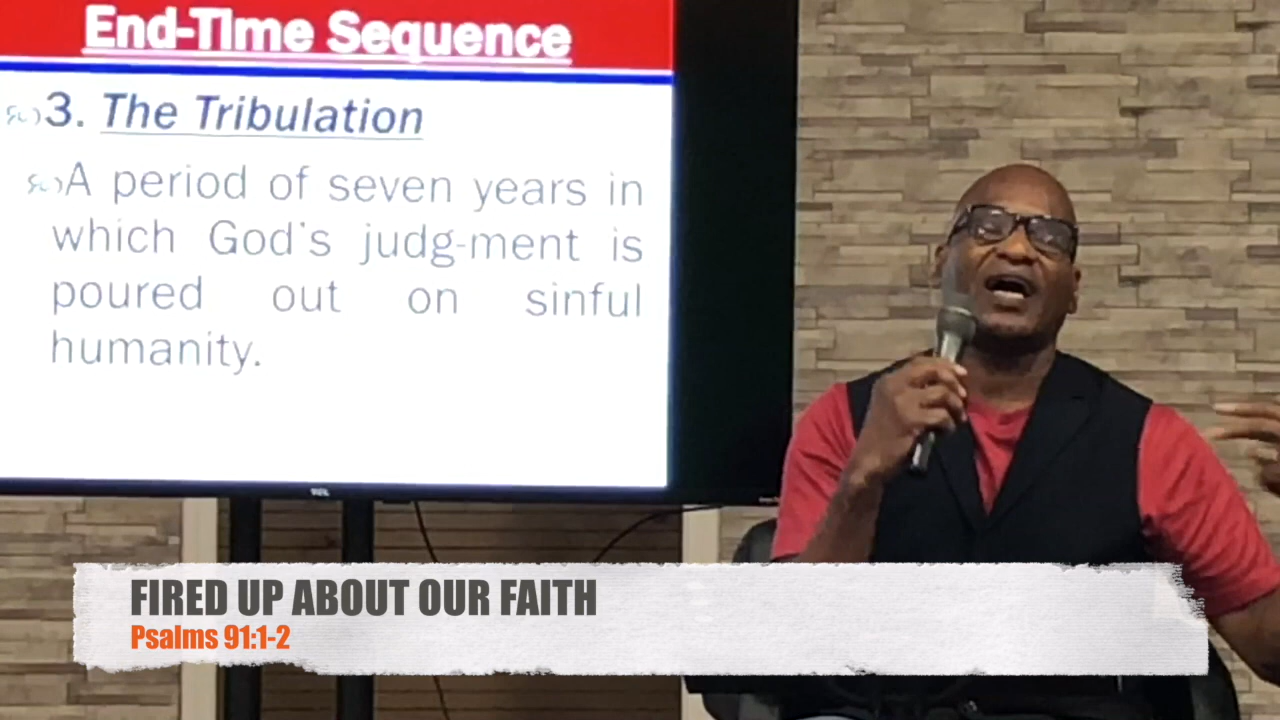 End-Time Sequence
3. The Tribulation
A period of seven years in
which God's judg-ment is
poured out on sinful
humanity.
TCL
FIRED UP ABOUT OUR FAITH
Psalms 91:1-2